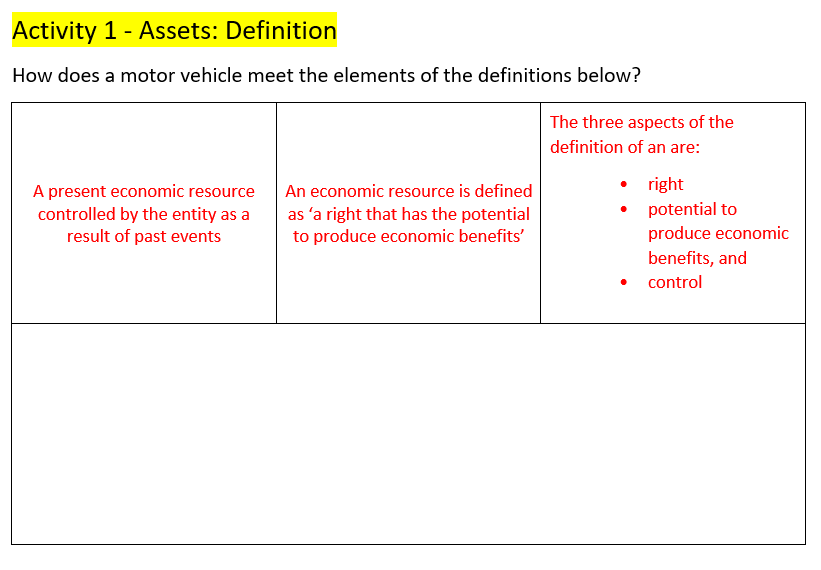 Activity 1 - Assets: Definition
How does a motor vehicle meet the elements of the definitions below?
A present economic resource
controlled by the entity as a
result of past events
An economic resource is defined
as ‘a right that has the potential
to produce economic benefits’
The three aspects of the
definition of an are:
• right
• potential to
produce economic
benefits, and
• control